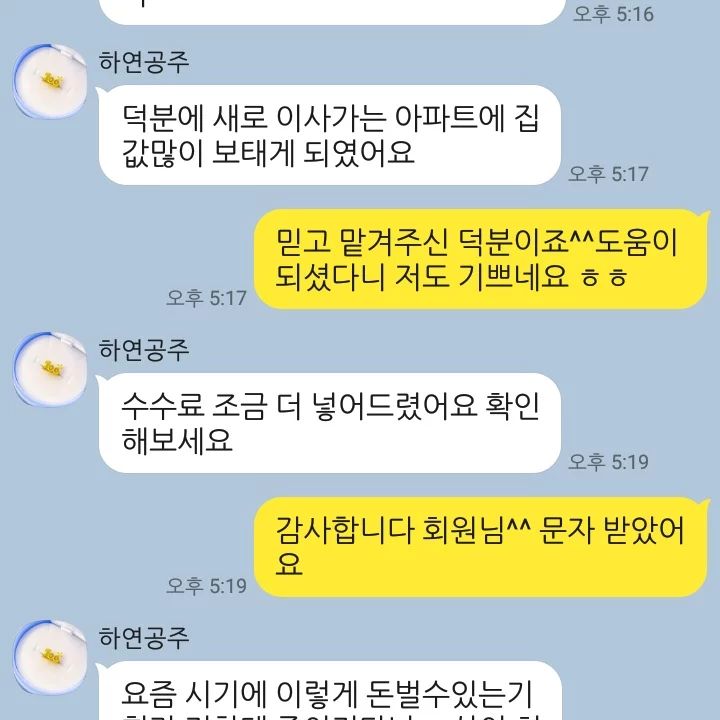 오후 5:16
하연공주
덕분에 새로 이사가는 아파트에 집
값많이 보태게 되였어요
오후 5:17
믿고 맡겨주신 덕분이죠^^도움이
되셨다니 저도 기쁘네요 ㅎㅎ
오후 5:17
하연공주
수수료 조금 더 넣어드렸어요 확인
해보세요
오후 5:19
감사합니다 회원님^^ 문자 받았어
요
오후 5:19
하연공주
요즘 시기에 이렇게 돈벌수있는기